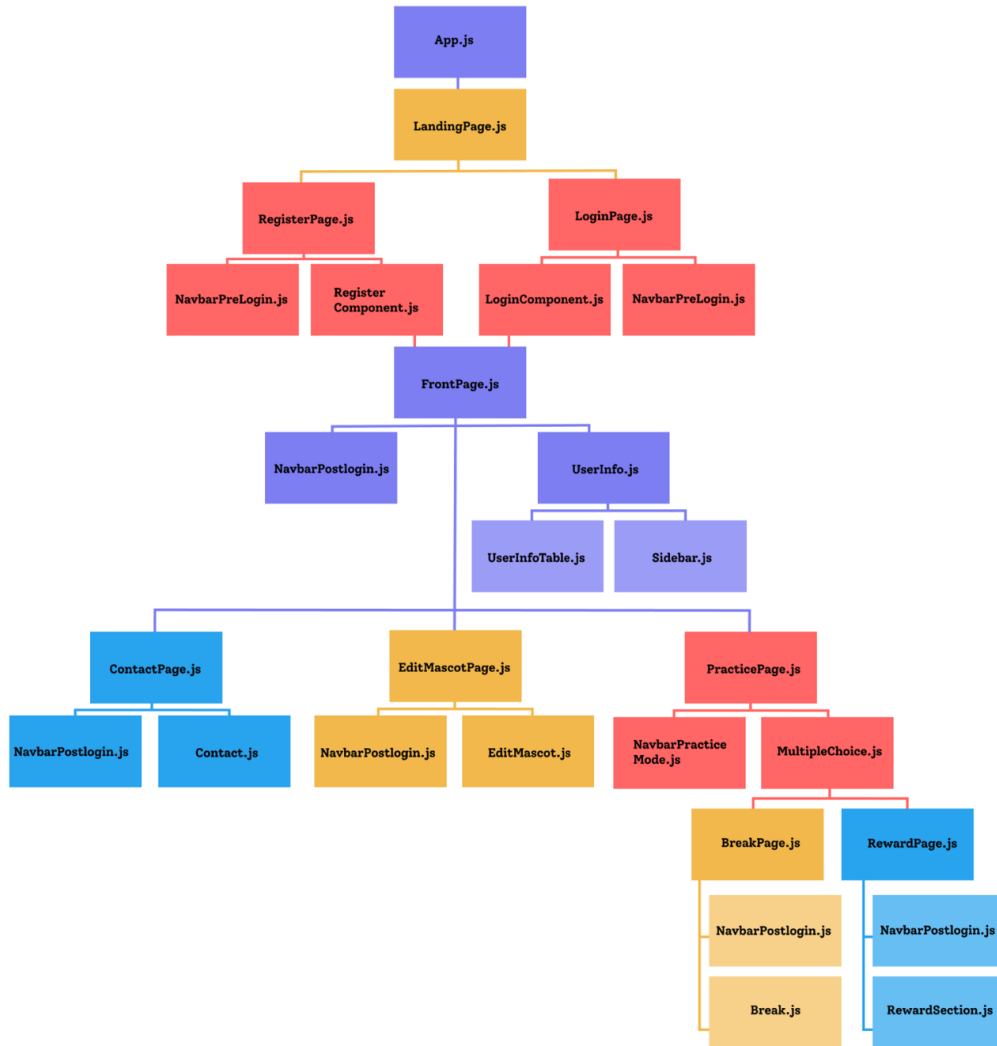 App.js
LandingPage.js
RegisterPage.js
LoginPage.js
NavbarPreLogin.js
Register
Component.js
LoginComponent.js
NavbarPreLogin.js
FrontPage.js
NavbarPostlogin.js
UserInfo.js
UserInfoTable.js
Sidebar.js
ContactPage.js
EditMascotPage.js
PracticePage.js
NavbarPostlogin.js
Contact.js
NavbarPostlogin.js
EditMascot.js
NavbarPractice
Mode.js
MultipleChoice.js
BreakPage.js
RewardPage.js
NavbarPostlogin.js
NavbarPostlogin.js
Break.js
RewardSection.js